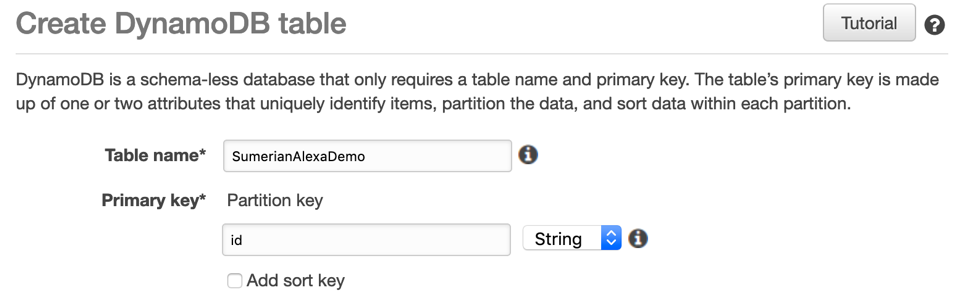 Create DynamoDB table
Tutorial
DynamoDB is a schema-less database that only requires a table name and primary key. The table's primary key is made
up of one or two attributes that uniquely identify items, partition the data, and sort data within each partition.
Table name* SumerianAlexaDemo
Primary key* Partition key
id String
Add sort key